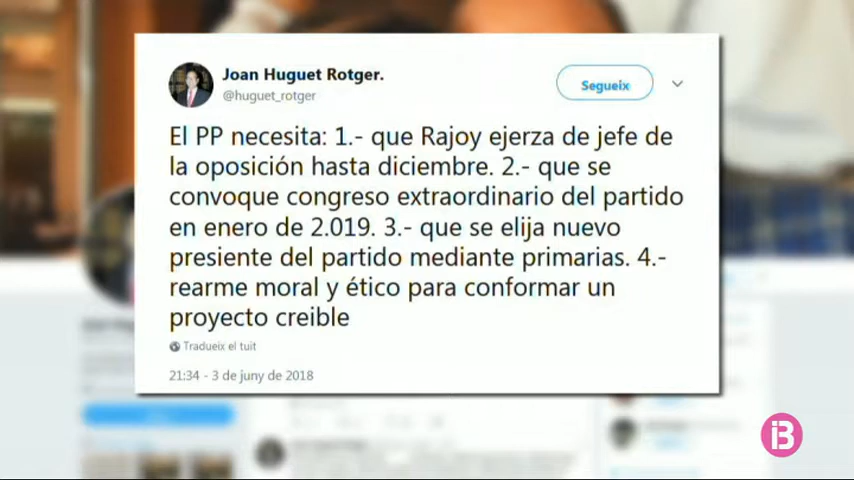 Joan Huguet Rotger.
@huguet_rotger
Segueix
El PP necesita: 1.- que Rajoy ejerza de jefe de
la oposición hasta diciembre. 2.- que se
convoque congreso extraordinario del partido
en enero de 2.019. 3.- que se elija nuevo
presiente del partido mediante primarias. 4.-
rearme moral y ético para conformar un
proyecto creible
Tradueix el tuit
21:34 - 3 de juny de 2018
iB